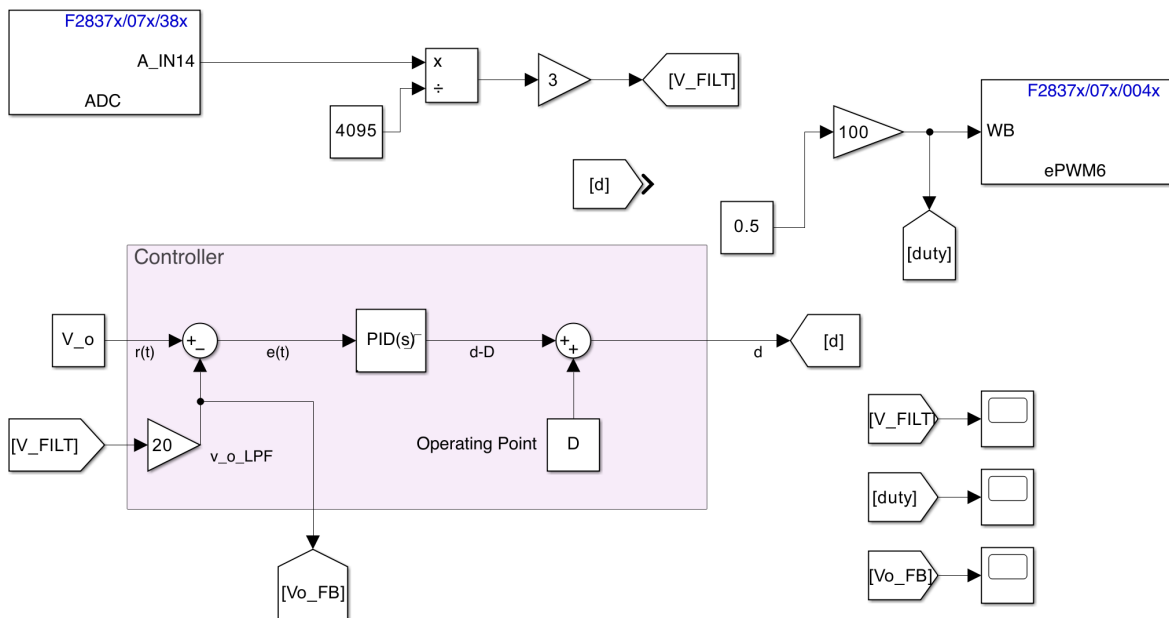 F2837x/07x/38x
A_IN14
ADC
x
÷
4095
3
[V_FILT]
[d]
0.5
100
F2837x/07x/004x
WB
ePWM6
[duty]
Controller
V_o
r(t)
+
−
e(t)
PID(s)
d-D
+
+
d
[d]
[V_FILT]
20
v_o_LPF
Operating Point
D
[Vo_FB]
[V_FILT]
[duty]
[Vo_FB]